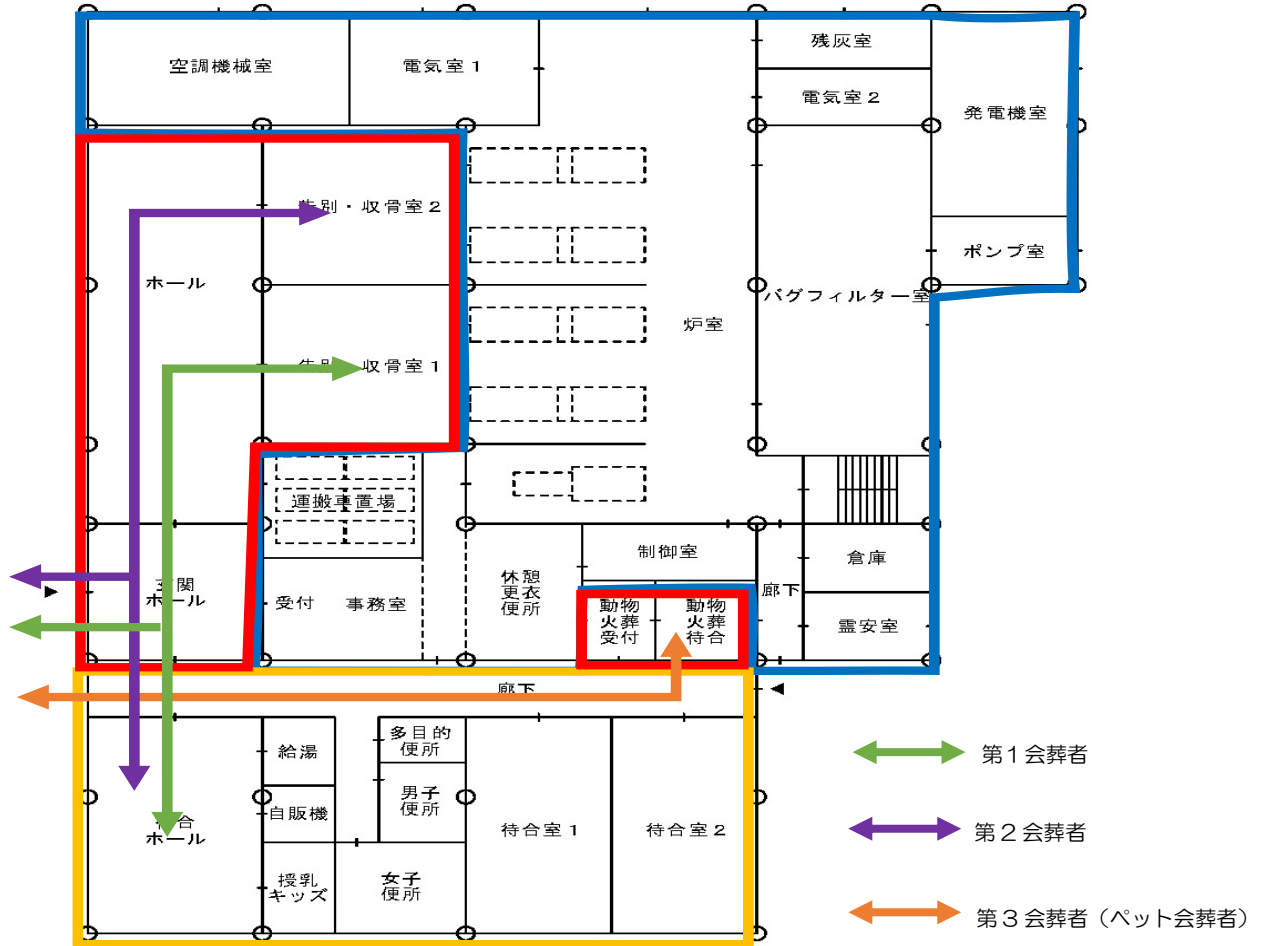 空調機械室
電気室１
残灰室
電気室２
発電機室
別・収骨室２
ホール
ポンプ室
バグフィルター室
炉室
収骨室１
運搬車置場
制御室
玄関
ホール
受付
事務室
休憩
更衣
便所
動物
火葬
受付
動物
火葬
待合
廊下
倉庫
霊安室
廊下
給湯
多目的
便所
男子
便所
自販機
合
ホール
待合室１
待合室２
授乳
キッズ
女子
便所
第１会葬者
第２会葬者
第３会葬者（ペット会葬者）